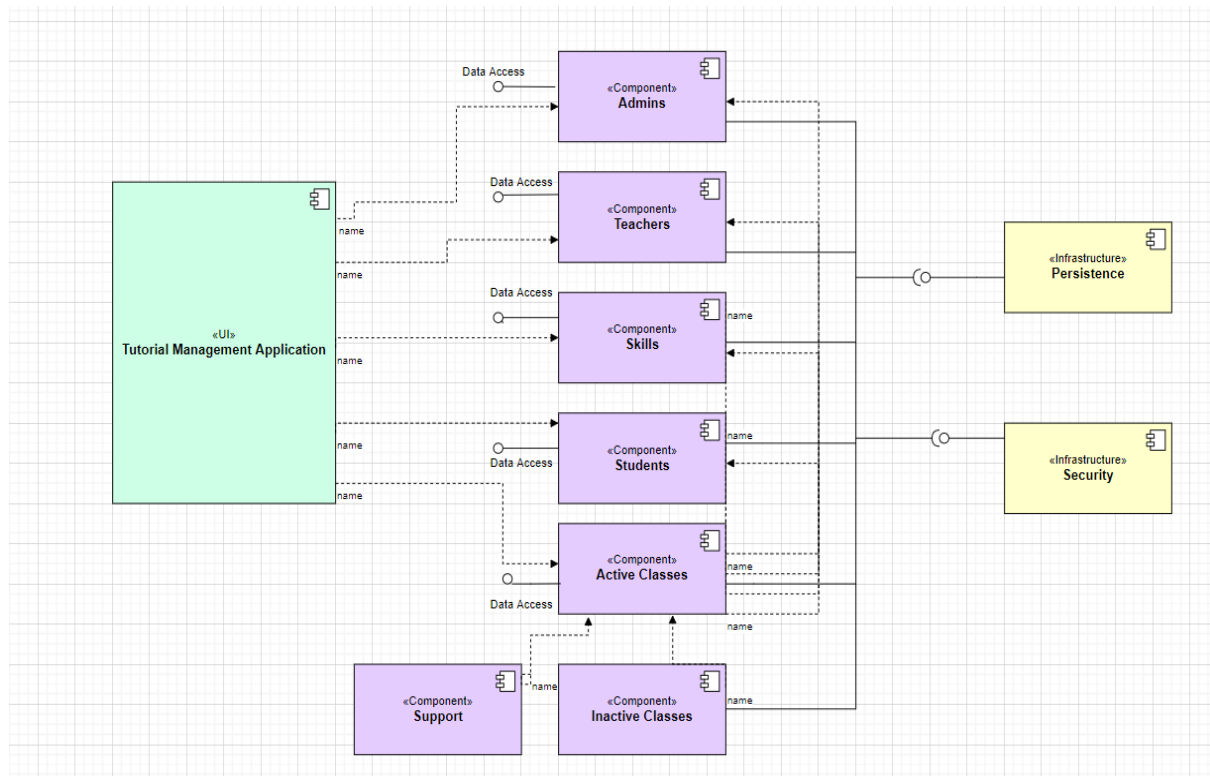 Data Access
«Component»
Admins
name
Data Access
«Component»
Teachers
name
«UI»
Tutorial Management Application
Data Access
«Component»
Skills
name
name
«Infrastructure»
Persistence
«Component»
Students
Data Access
name
name
«Infrastructure»
Security
name
«Component»
Active Classes
Data Access
name
name
«Component»
Support
name
«Component»
Inactive Classes
name